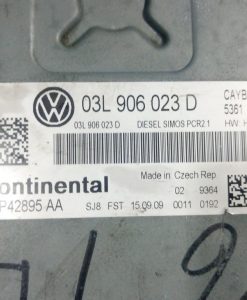 03L 906 023 D CAYB
03L 906 023 D DIESEL SIMOS PCR2 1 5361
HW: H
Made in Czech Rep
ontinental 02 9364
P42895 AA SJ8 FST 15.09.09 0011 0192